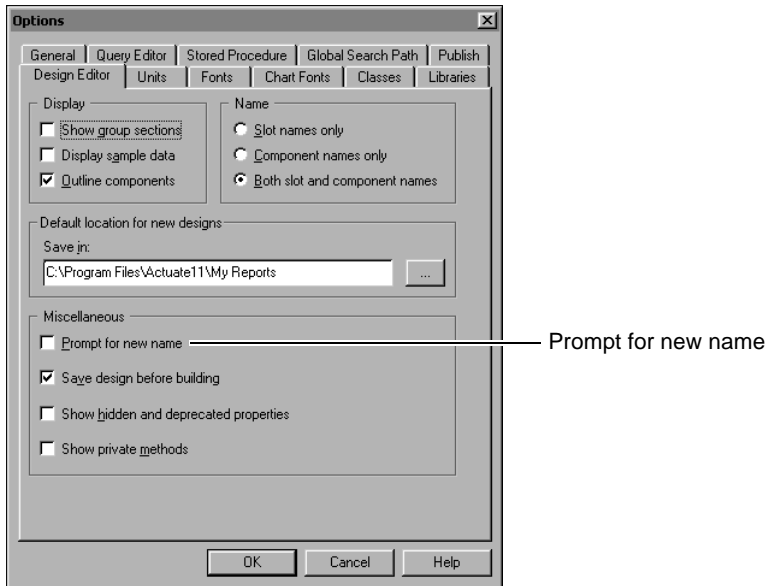 Options
General Query Editor Stored Procedure Global Search Path Publish
Design Editor Units Fonts Chart Fonts Classes Libraries
Display
Show group sections
Display sample data
Outline components
Name
Slot names only
Component names only
Both slot and component names
Default location for new designs
Save in:
C:\Program Files\Actuate11\My Reports
...
Miscellaneous
Prompt for new name
Prompt for new name
Save design before building
Show hidden and deprecated properties
Show private methods
OK Cancel Help